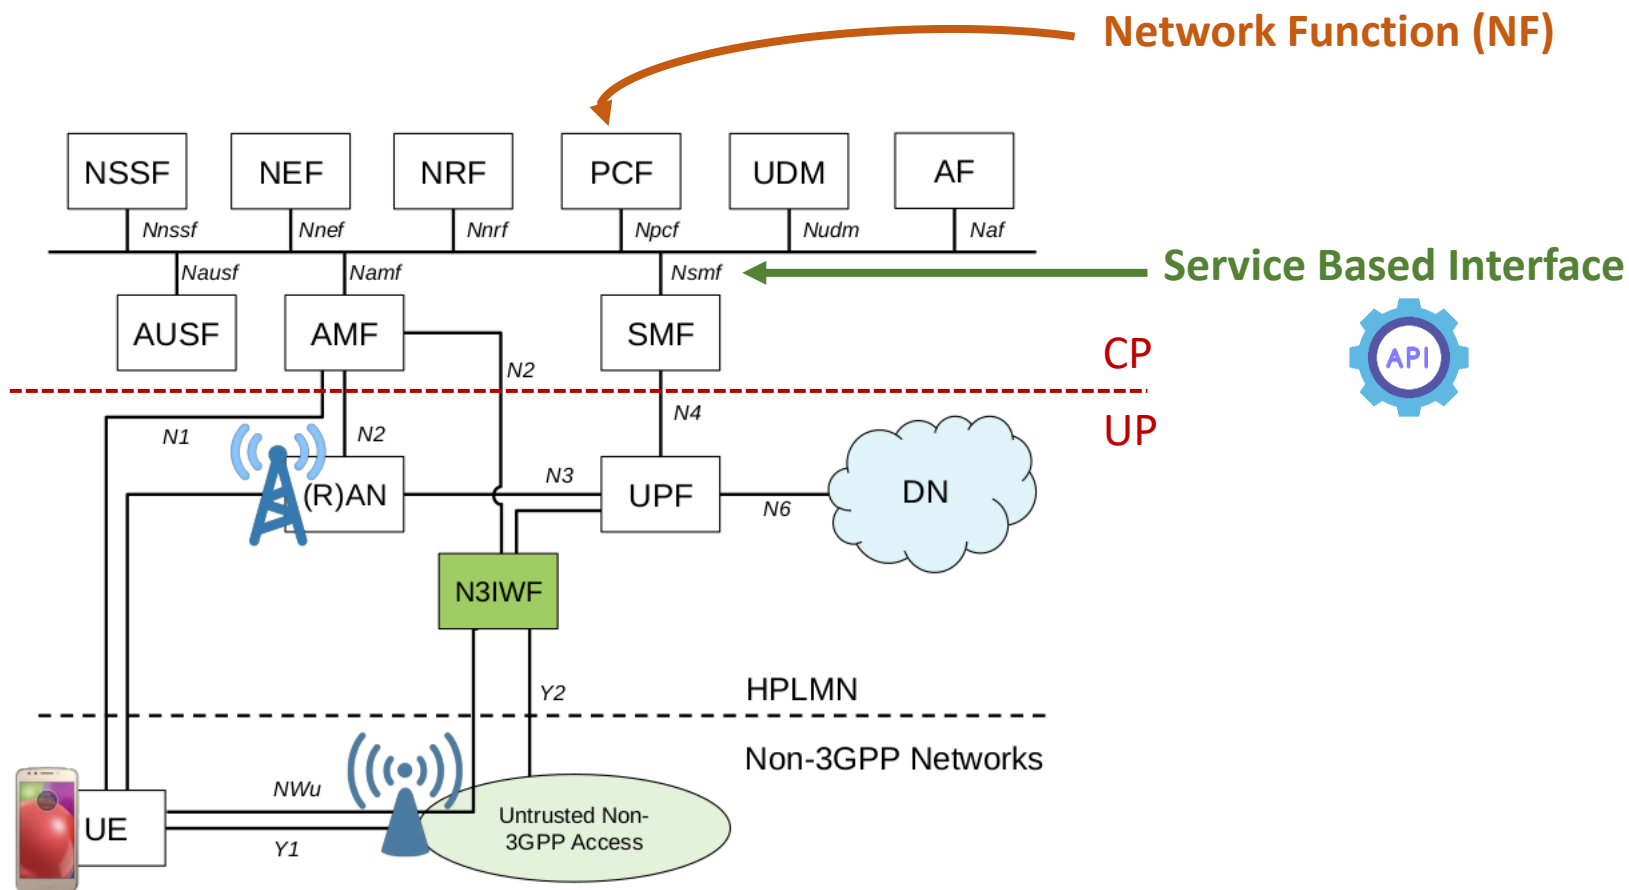 Network Function (NF)
NSSF
NEF
NRF
PCF
UDM
AF
Nnssf
Nnef
Nnrf
Npcf
Nudm
Naf
Nausf
Namf
Nsmf
Service Based Interface
AUSF
AMF
SMF
CP
API
N2
N1
N2
N4
UP
(R)AN
N3
UPF
N6
DN
N3IWF
Y2
HPLMN
Non-3GPP Networks
NWu
UE
Y1
Untrusted Non-
3GPP Access